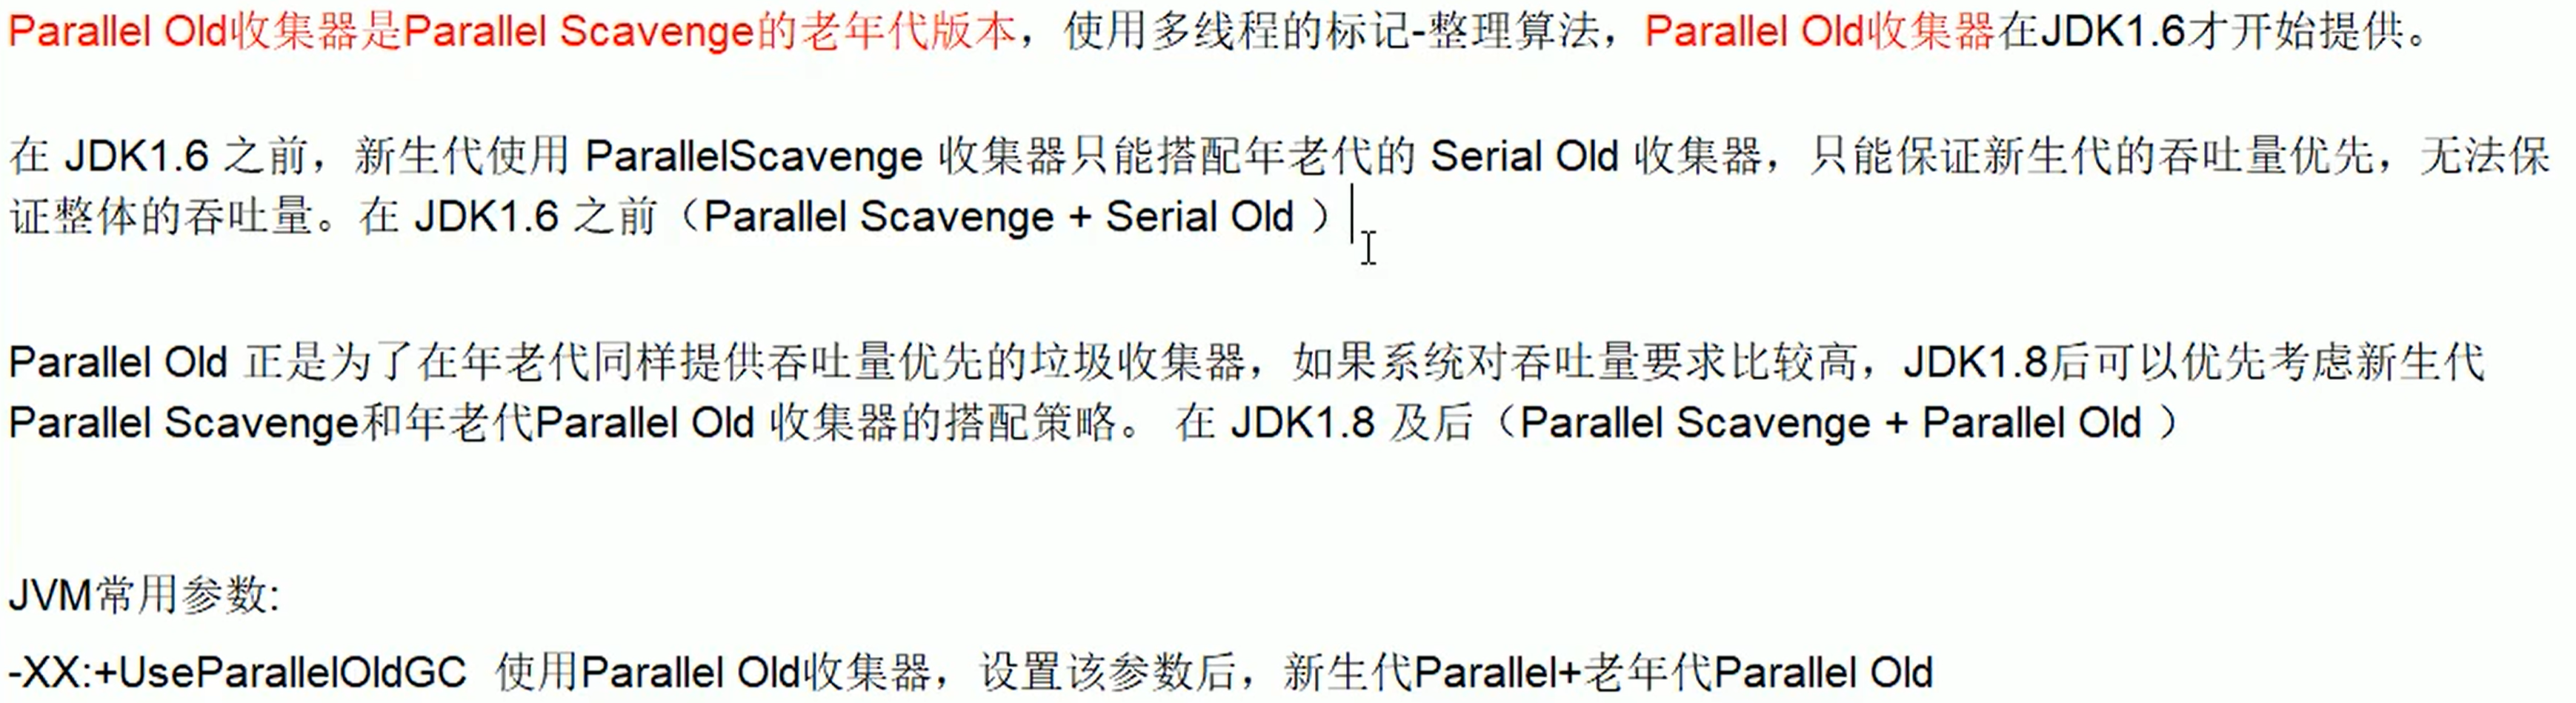 Parallel Old收集器是Parallel Scavenge的老年代版本，使用多线程的标记-整理算法，Parallel Old收集器在JDK1.6才开始提供。
在 JDK1.6 之前，新生代使用 ParallelScavenge 收集器只能搭配年老代的 Serial Old 收集器，只能保证新生代的吞吐量优先，无法保
证整体的吞吐量。在 JDK1.6 之前（Parallel Scavenge + Serial Old ）
Parallel Old 正是为了在年老代同样提供吞吐量优先的垃圾收集器，如果系统对吞吐量要求比较高，JDK1.8后可以优先考虑新生代
Parallel Scavenge和年老代Parallel Old 收集器的搭配策略。 在 JDK1.8 及后（Parallel Scavenge + Parallel Old ）
JVM常用参数:
-XX:+UseParallelOldGC  使用Parallel Old收集器，设置该参数后，新生代Parallel+老年代Parallel Old